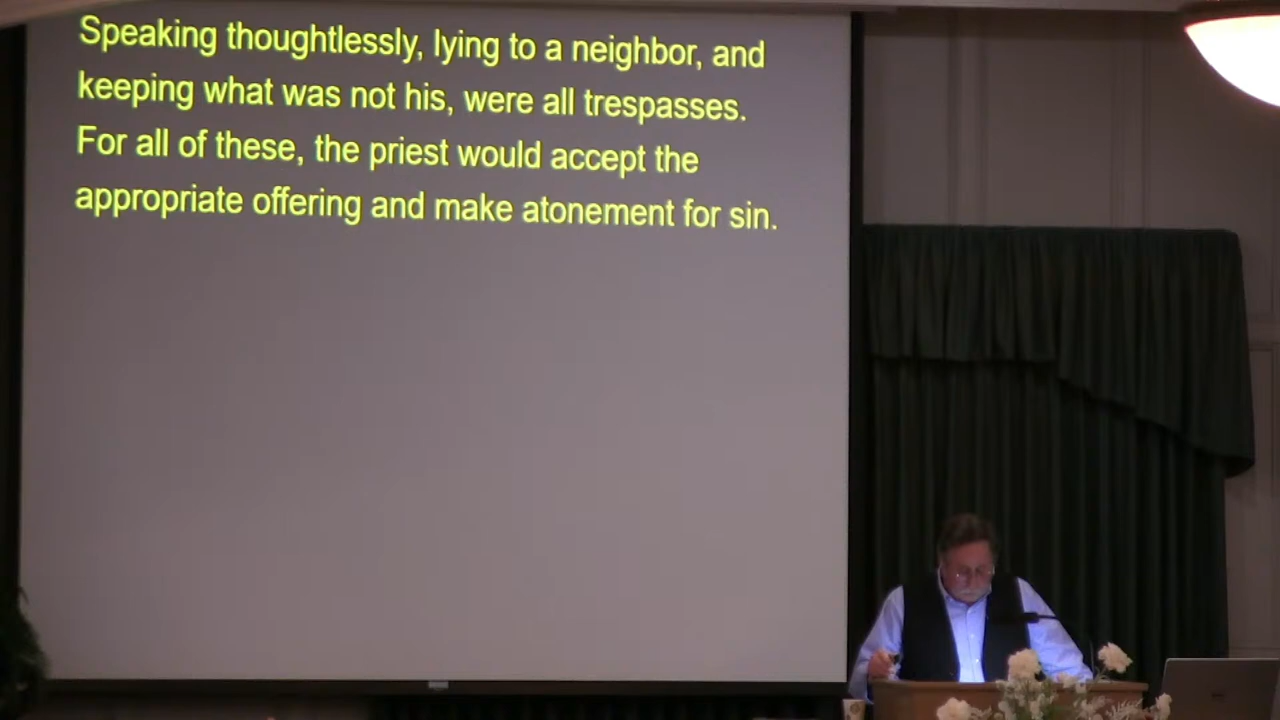 Speaking thoughtlessly, lying to a neighbor, and
keeping what was not his, were all trespasses.
For all of these, the priest would accept the
appropriate offering and make atonement for sin.